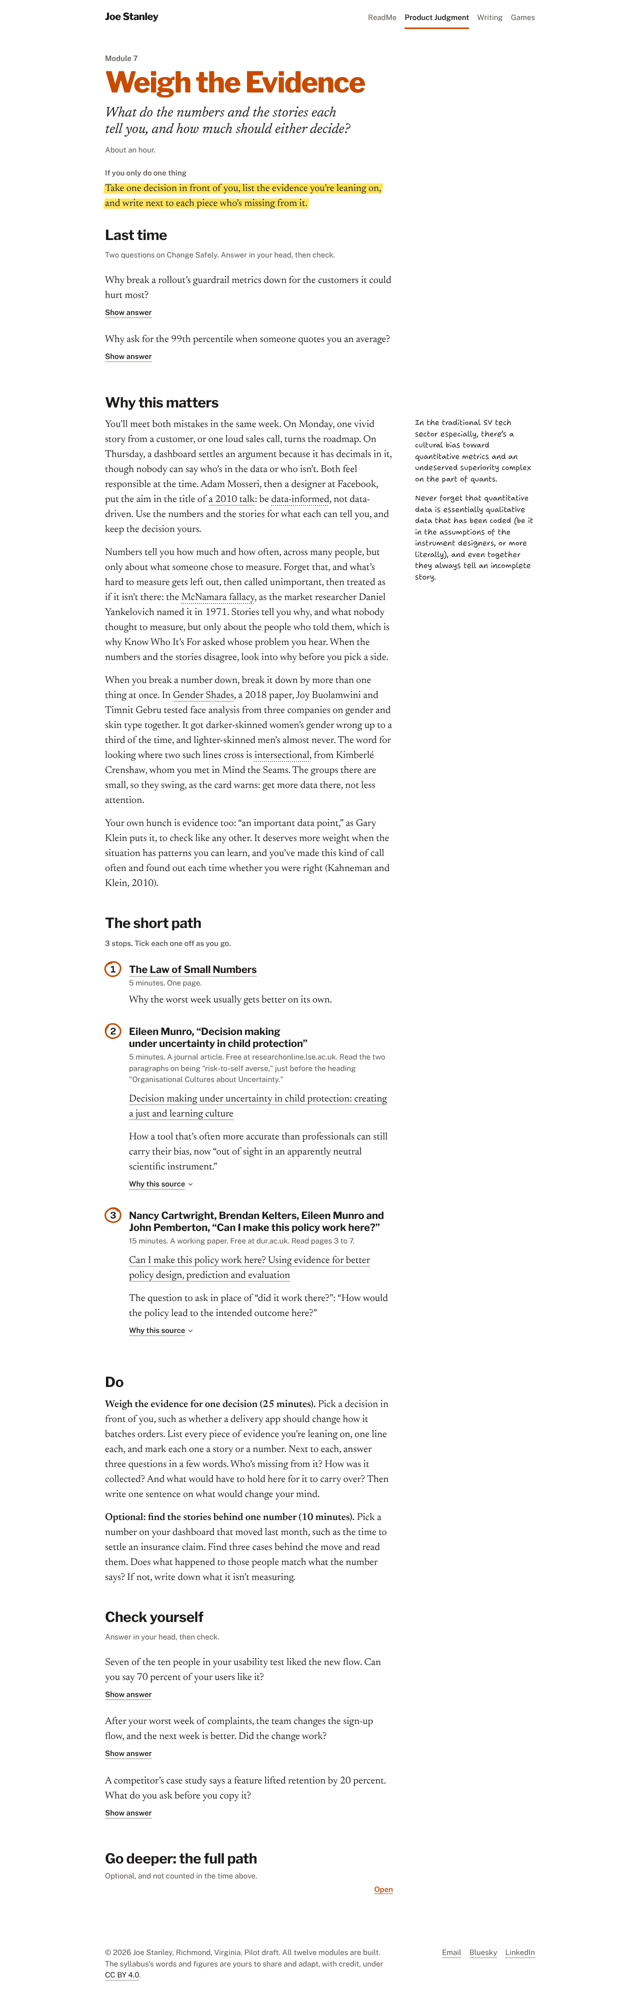 Joe Stanley
ReadMe Product Judgment Writing Games
Module 7
Weigh the Evidence
What do the numbers and the stories each
tell you, and how much should either decide?
About an hour.
If you only do one thing
Take one decision in front of you, list the evidence you're leaning on,
and write next to each piece who's missing from it.
Last time
Two questions on Change Safely. Answer in your head, then check.
Why break a rollout's guardrail metrics down for the customers it could
hurt most?
Show answer
Why ask for the 99th percentile when someone quotes you an average?
Show answer
Why this matters
You'll meet both mistakes in the same week. On Monday, one vivid
story from a customer, or one loud sales call, turns the roadmap. On
Thursday, a dashboard settles an argument because it has decimals in it,
though nobody can say who's in the data or who isn't. Both feel
responsible at the time. Adam Mosseri, then a designer at Facebook,
put the aim in the title of a 2010 talk: be data-informed, not data-
driven. Use the numbers and the stories for what each can tell you, and
keep the decision yours.
In the traditional SV tech
sector especially, there's a
cultural bias toward
quantitative metrics and an
undeserved superiority complex
on the part of quants.
Never forget that quantitative
data is essentially qualitative
data that has been coded (be it
in the assumptions of the
instrument designers, or more
literally), and even together
they always tell an incomplete
story.
Numbers tell you how much and how often, across many people, but
only about what someone chose to measure. Forget that, and what's
hard to measure gets left out, then called unimportant, then treated as
if it isn't there: the McNamara fallacy, as the market researcher Daniel
Yankelovich named it in 1971. Stories tell you why, and what nobody
thought to measure, but only about the people who told them, which is
why Know Who It's For asked whose problem you hear. When the
numbers and the stories disagree, look into why before you pick a side.
When you break a number down, break it down by more than one
thing at once. In Gender Shades, a 2018 paper, Joy Buolamwini and
Timnit Gebru tested face analysis from three companies on gender and
skin type together. It got darker-skinned women's gender wrong up to a
third of the time, and lighter-skinned men's almost never. The word for
looking where two such lines cross is intersectional, from Kimberlé
Crenshaw, whom you met in Mind the Seams. The groups there are
small, so they swing, as the card warns: get more data there, not less
attention.
Your own hunch is evidence too: “an important data point,” as Gary
Klein puts it, to check like any other. It deserves more weight when the
situation has patterns you can learn, and you've made this kind of call
often and found out each time whether you were right (Kahneman and
Klein, 2010).
The short path
3 stops. Tick each one off as you go.
1 The Law of Small Numbers
5 minutes. One page.
Why the worst week usually gets better on its own.
2 Eileen Munro, “Decision making
under uncertainty in child protection”
5 minutes. A journal article. Free at researchonline.lse.ac.uk. Read the two
paragraphs on being "risk-to-self averse," just before the heading
"Organisational Cultures about Uncertainty."
Decision making under uncertainty in child protection: creating
a just and learning culture
How a tool that's often more accurate than professionals can still
carry their bias, now “out of sight in an apparently neutral
scientific instrument.”
Why this source
3 Nancy Cartwright, Brendan Kelters, Eileen Munro and
John Pemberton, “Can I make this policy work here?”
15 minutes. A working paper. Free at dur.ac.uk. Read pages 3 to 7.
Can I make this policy work here? Using evidence for better
policy design, prediction and evaluation
The question to ask in place of “did it work there?”: “How would
the policy lead to the intended outcome here?”
Why this source
Do
Weigh the evidence for one decision (25 minutes). Pick a decision in
front of you, such as whether a delivery app should change how it
batches orders. List every piece of evidence you're leaning on, one line
each, and mark each one a story or a number. Next to each, answer
three questions in a few words. Who's missing from it? How was it
collected? And what would have to hold here for it to carry over? Then
write one sentence on what would change your mind.
Optional: find the stories behind one number (10 minutes). Pick a
number on your dashboard that moved last month, such as the time to
settle an insurance claim. Find three cases behind the move and read
them. Does what happened to those people match what the number
says? If not, write down what it isn't measuring.
Check yourself
Answer in your head, then check.
Seven of the ten people in your usability test liked the new flow. Can
you say 70 percent of your users like it?
Show answer
After your worst week of complaints, the team changes the sign-up
flow, and the next week is better. Did the change work?
Show answer
A competitor's case study says a feature lifted retention by 20 percent.
What do you ask before you copy it?
Show answer
Go deeper: the full path
Optional, and not counted in the time above.
Open
© 2026 Joe Stanley, Richmond, Virginia. Pilot draft. All twelve modules are built.
The syllabus's words and figures are yours to share and adapt, with credit, under
CC BY 4.0.
Email Bluesky LinkedIn